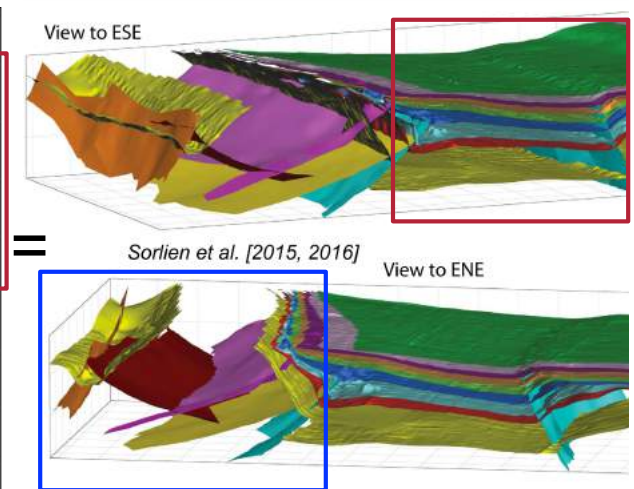 View to ESE
=
Sorlien et al. [2015, 2016]
View to ENE